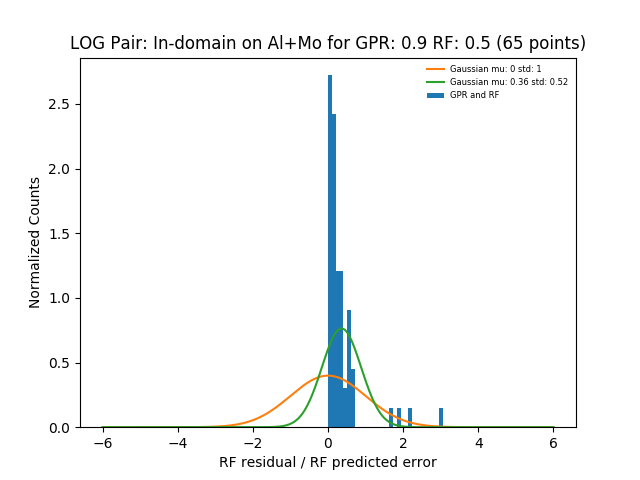 LOG Pair: In-domain on Al+Mo for GPR: 0.9 RF: 0.5 (65 points)
Gaussian mu: 0 std: 1
Gaussian mu: 0.36 std: 0.52
GPR and RF
Normalized Counts
2.5
2.0
1.5
1.0
0.5
0.0
−6 −4 −2 0 2 4 6
RF residual / RF predicted error